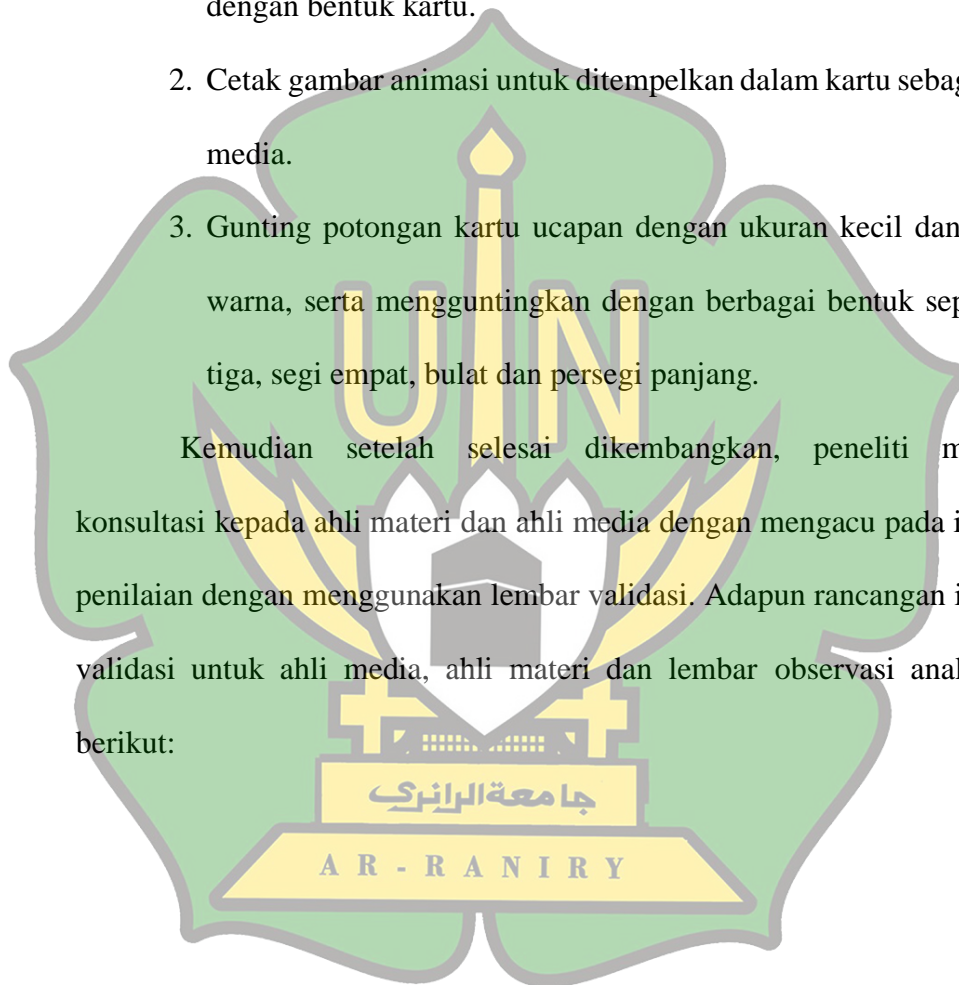 dengan bentuk kartu.
2. Cetak gambar animasi untuk ditempelkan dalam kartu
media.
3. Gunting potongan kartu ucapan dengan ukuran kecil dan
warna, serta mengguntingkan dengan berbagai bentuk
tiga, segi empat, bulat dan persegi panjang.
Kemudian setelah selesai dikembangkan, peneliti
konsultasi kepada ahli materi dan ahli media dengan mengacu pada
penilaian dengan menggunakan lembar validasi. Adapun rancangan
validasi untuk ahli media, ahli materi dan lembar observasi
berikut:
UIN
جامعةالرانري
AR-RANIRY